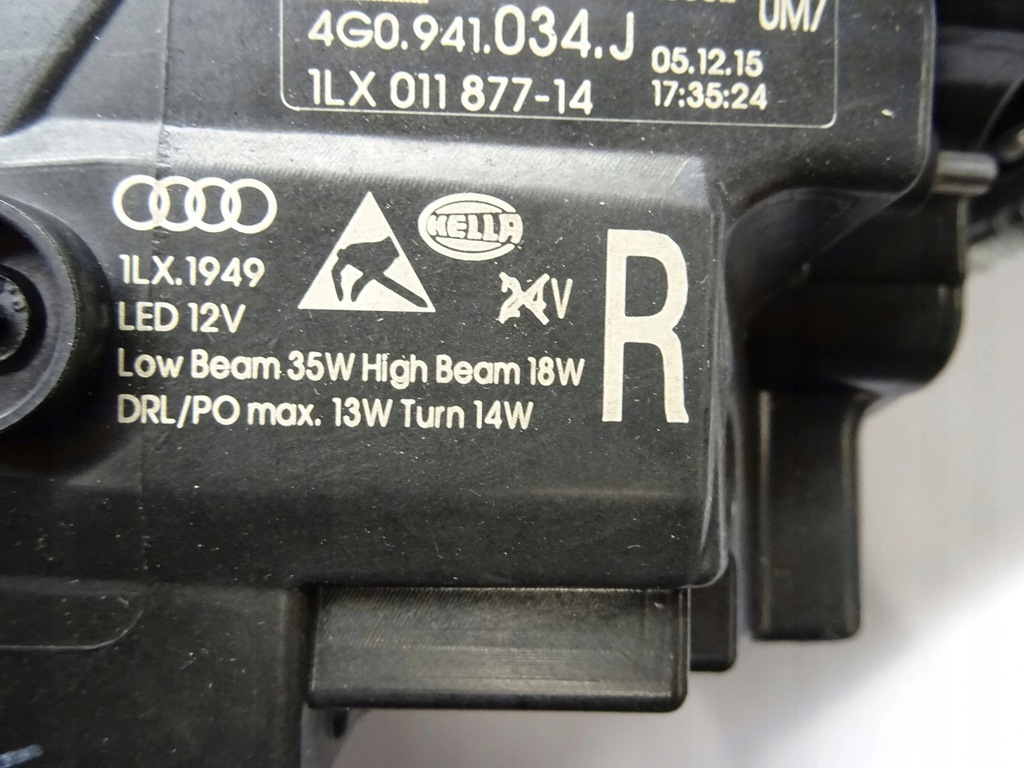 UM/
4G0.941.034.J
05.12.15
1LX 011 877-14
17:35:24
HELLA
1LX.1949
24V
R
LED 12V
Low Beam 35W High Beam 18W
DRL/PO max. 13W Turn 14W